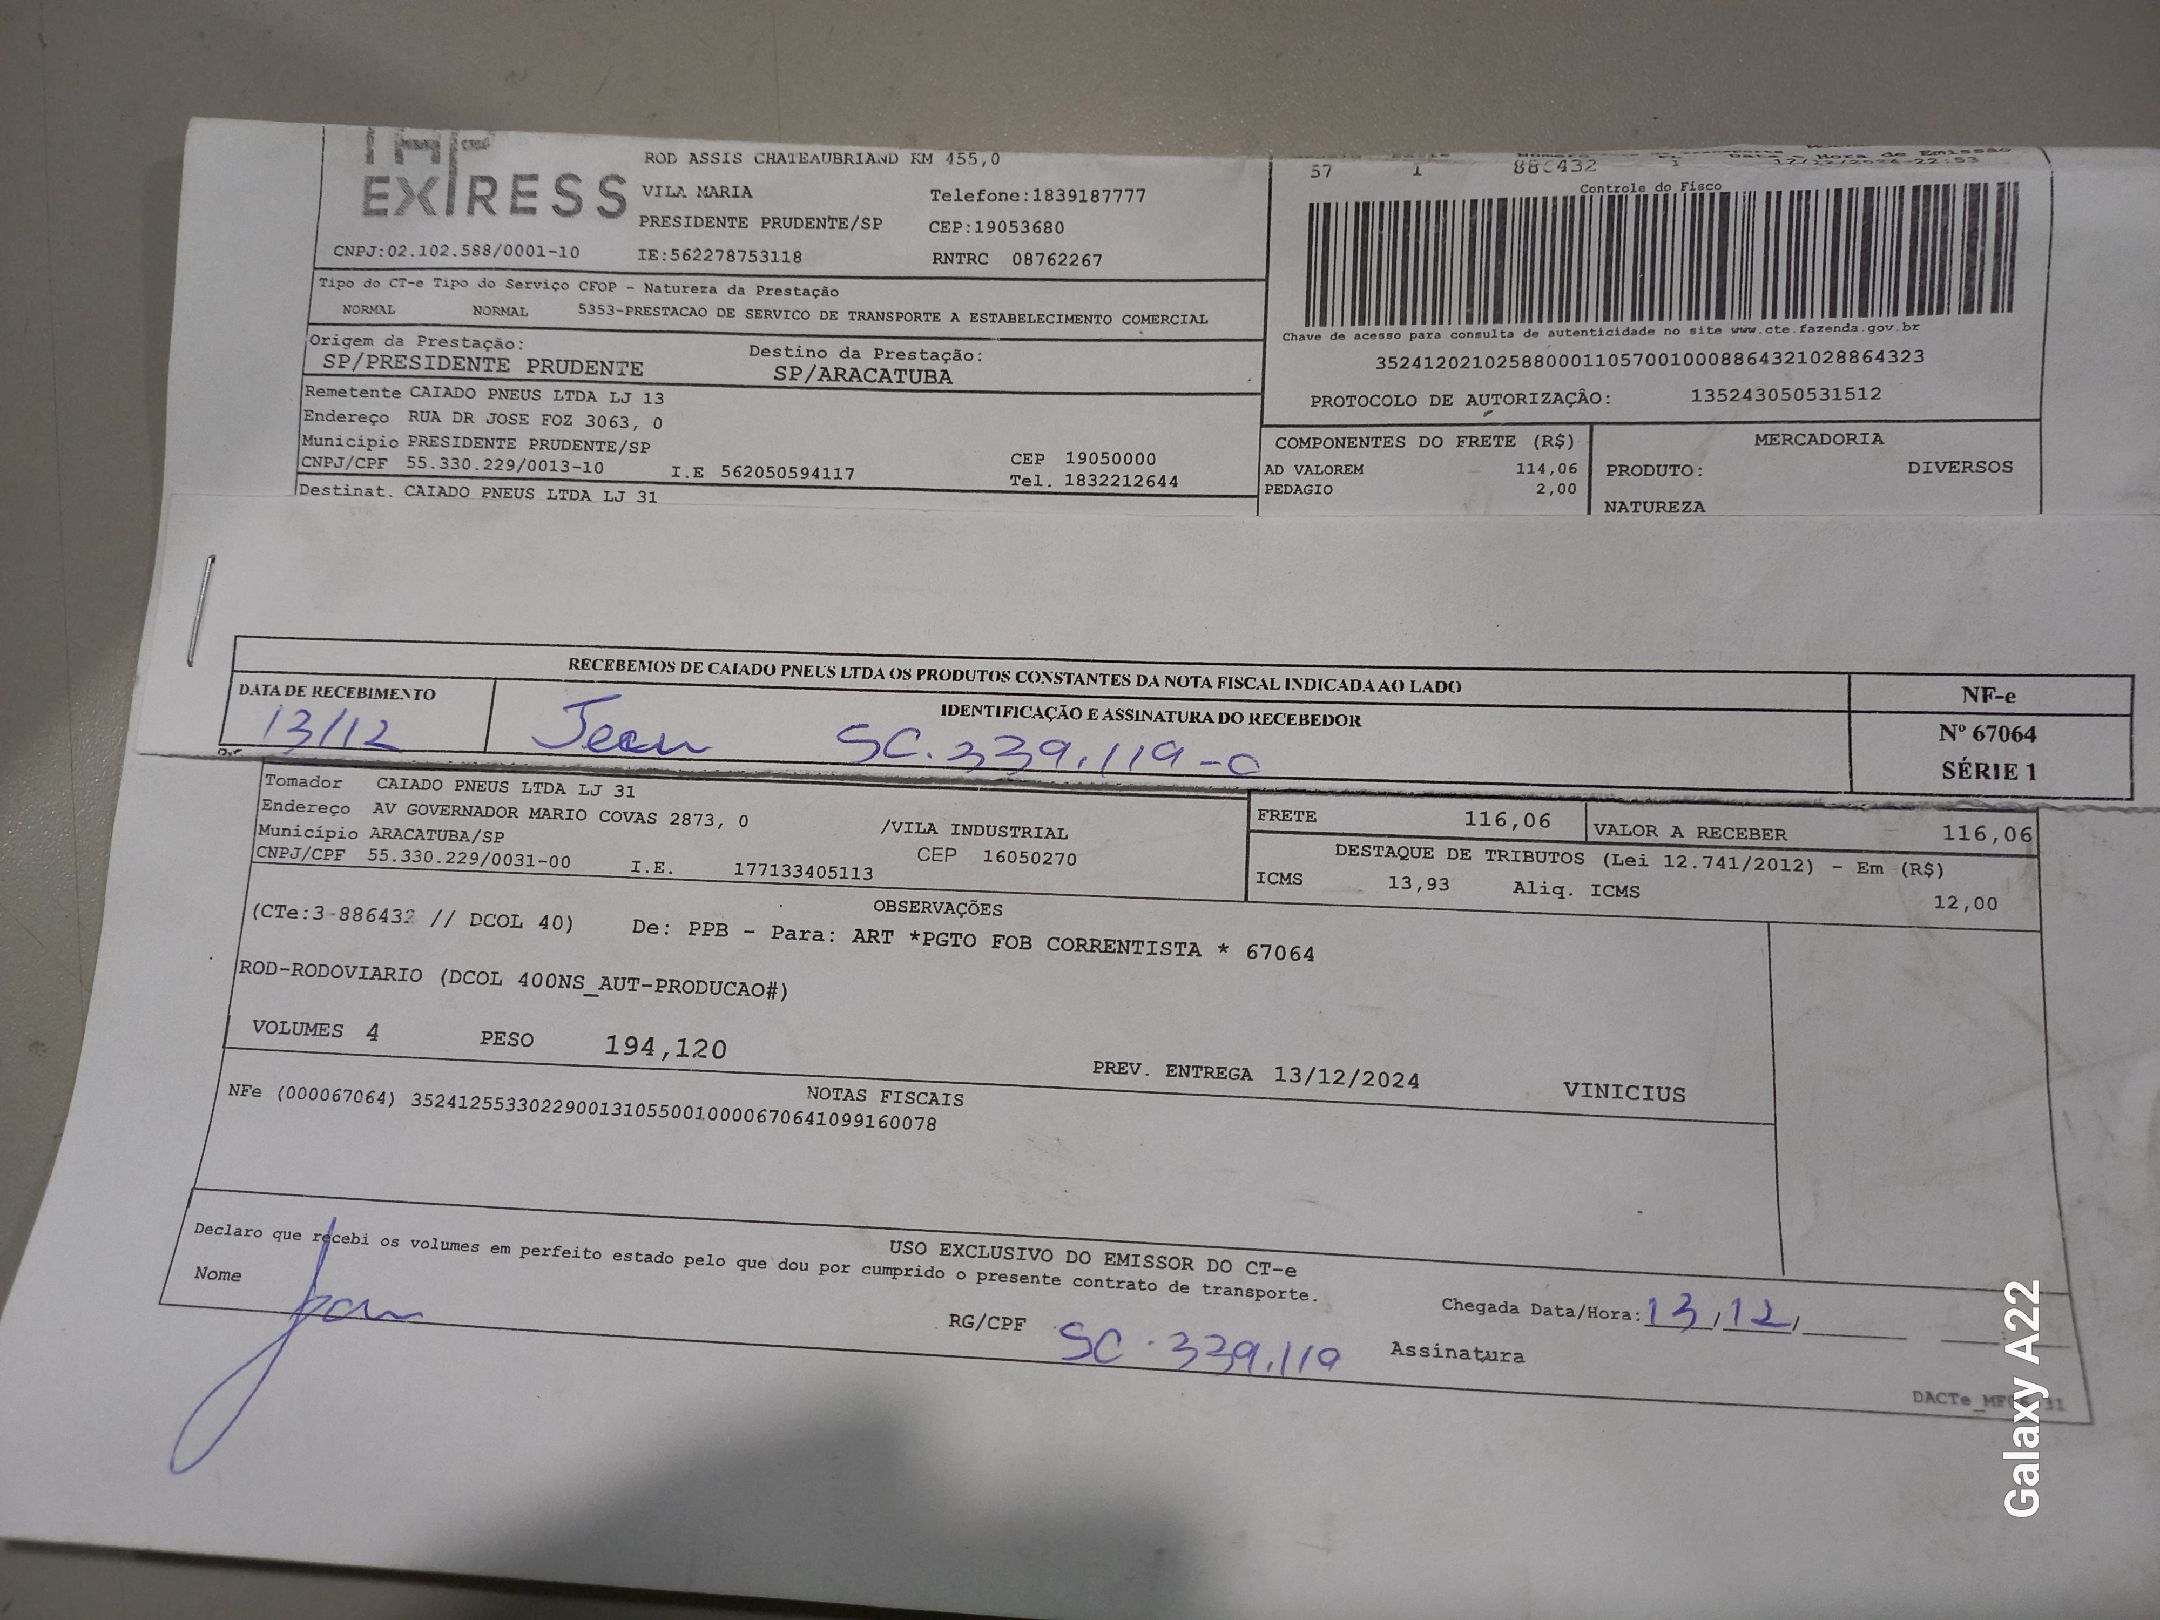 EXPRESS
ROD ASSIS CHATEAUBRIAND KM 455,0
VILA MARIA Telefone:1839187777
PRESIDENTE PRUDENTE/SP CEP:19053680
CNPJ:02.102.588/0001-10 IE:562278753118 RNTRC 08762267
57 1 886432 1
Controle do Fisco
Tipo do CT-e Tipo do Serviço CFOP - Natureza da Prestação
NORMAL NORMAL 5353-PRESTACAO DE SERVICO DE TRANSPORTE A ESTABELECIMENTO COMERCIAL
Chave de acesso para consulta de autenticidade no site www.cte.fazenda.gov.br
35241202102588000110570010008864321028864323
PROTOCOLO DE AUTORIZAÇÃO: 135243050531512
Origem da Prestação: Destino da Prestação:
SP/PRESIDENTE PRUDENTE SP/ARACATUBA
Remetente CAIADO PNEUS LTDA LJ 13
Endereço RUA DR JOSE FOZ 3063, 0
Município PRESIDENTE PRUDENTE/SP CEP 19050000
CNPJ/CPF 55.330.229/0013-10 I.E 562050594117 Tel. 1832212644
Destinat. CAIADO PNEUS LTDA LJ 31
COMPONENTES DO FRETE (R$) MERCADORIA
AD VALOREM 114,06 PRODUTO: DIVERSOS
PEDAGIO 2,00 NATUREZA
RECEBEMOS DE CAIADO PNEUS LTDA OS PRODUTOS CONSTANTES DA NOTA FISCAL INDICADA AO LADO
DATA DE RECEBIMENTO IDENTIFICAÇÃO E ASSINATURA DO RECEBEDOR
13/12 Jean SC.339.119-0
NF-e
Nº 67064
SÉRIE 1
Tomador CAIADO PNEUS LTDA LJ 31
Endereço AV GOVERNADOR MARIO COVAS 2873, 0 /VILA INDUSTRIAL
Município ARACATUBA/SP CEP 16050270
CNPJ/CPF 55.330.229/0031-00 I.E. 177133405113
FRETE 116,06 VALOR A RECEBER 116,06
DESTAQUE DE TRIBUTOS (Lei 12.741/2012) - Em (R$)
ICMS 13,93 Aliq. ICMS 12,00
OBSERVAÇÕES
(CTe:3-886432 // DCOL 40) De: PPB - Para: ART *PGTO FOB CORRENTISTA * 67064
ROD-RODOVIARIO (DCOL 400NS_AUT-PRODUCAO#)
VOLUMES 4 PESO 194,120 PREV. ENTREGA 13/12/2024 VINICIUS
NOTAS FISCAIS
NFe (000067064) 35241255330229001310550010000670641099160078
USO EXCLUSIVO DO EMISSOR DO CT-e
Declaro que recebi os volumes em perfeito estado pelo que dou por cumprido o presente contrato de transporte.
Nome Jean RG/CPF SC.339.119 Chegada Data/Hora: 13/12/
Assinatura
Galaxy A22